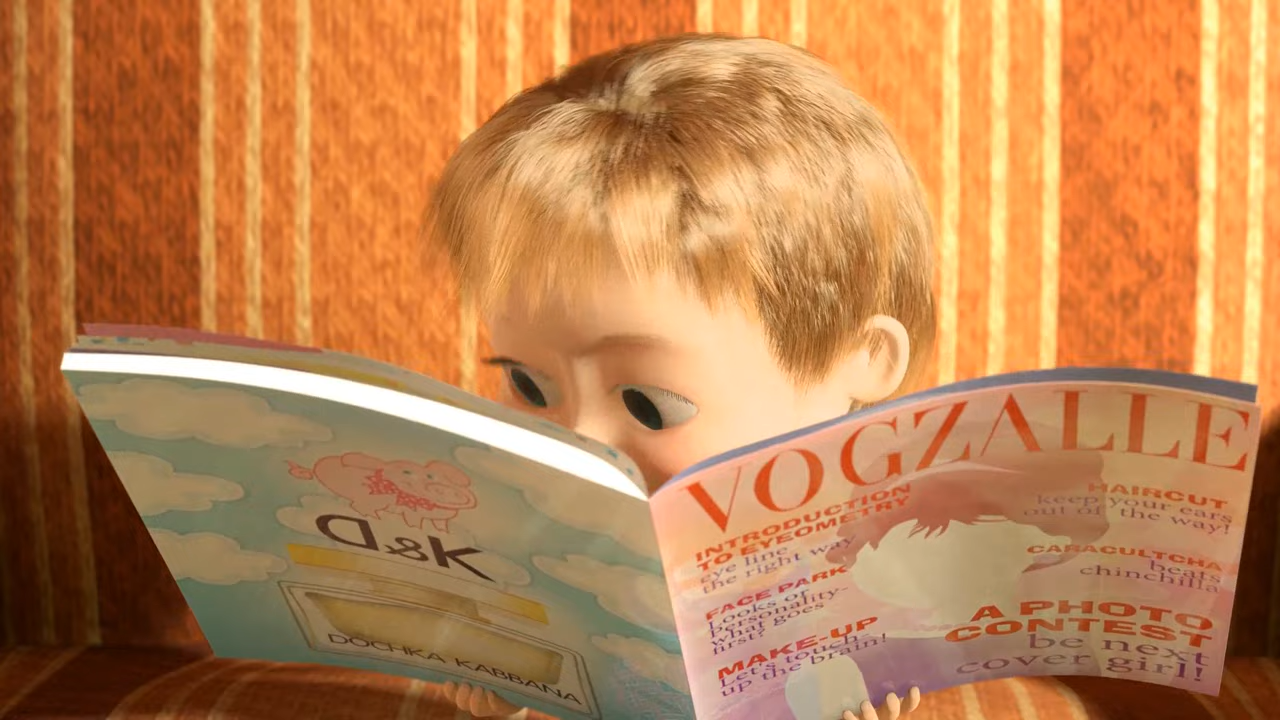 D&K
DOCHKA KABBANA
VOGZALLE
INTRODUCTION
TO EYEOMETRY
eye line
the right way
FACE PARK
Looks or
personality-
what goes
first?
MAKE-UP
Let's touch
up the brain!
HAIRCUT
keep your ears
out of the way!
CARACULTCHA
beats
chinchilla
A PHOTO
CONTEST
be next
cover girl!